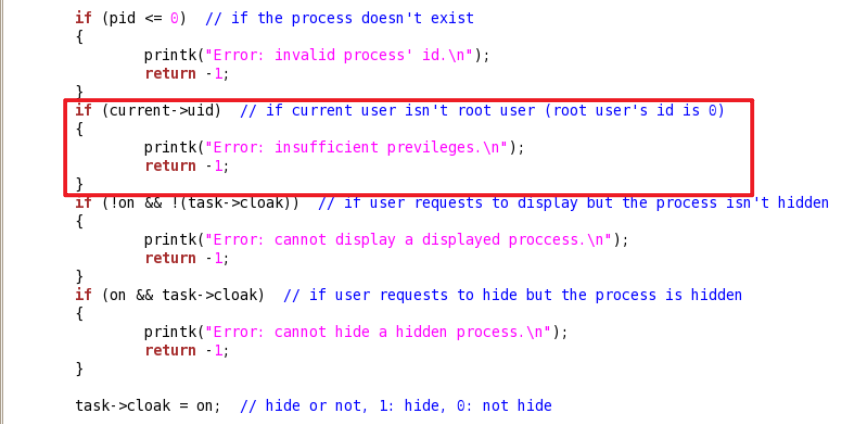 if (pid <= 0)  // if the process doesn't exist
{
        printk("Error: invalid process' id.\n");
        return -1;
}
if (current->uid)  // if current user isn't root user (root user's id is 0)
{
        printk("Error: insufficient previleges.\n");
        return -1;
}
if (!on && !(task->cloak))  // if user requests to display but the process isn't hidden
{
        printk("Error: cannot display a displayed proccess.\n");
        return -1;
}
if (on && task->cloak)  // if user requests to hide but the process is hidden
{
        printk("Error: cannot hide a hidden process.\n");
        return -1;
}
task->cloak = on;  // hide or not, 1: hide, 0: not hide